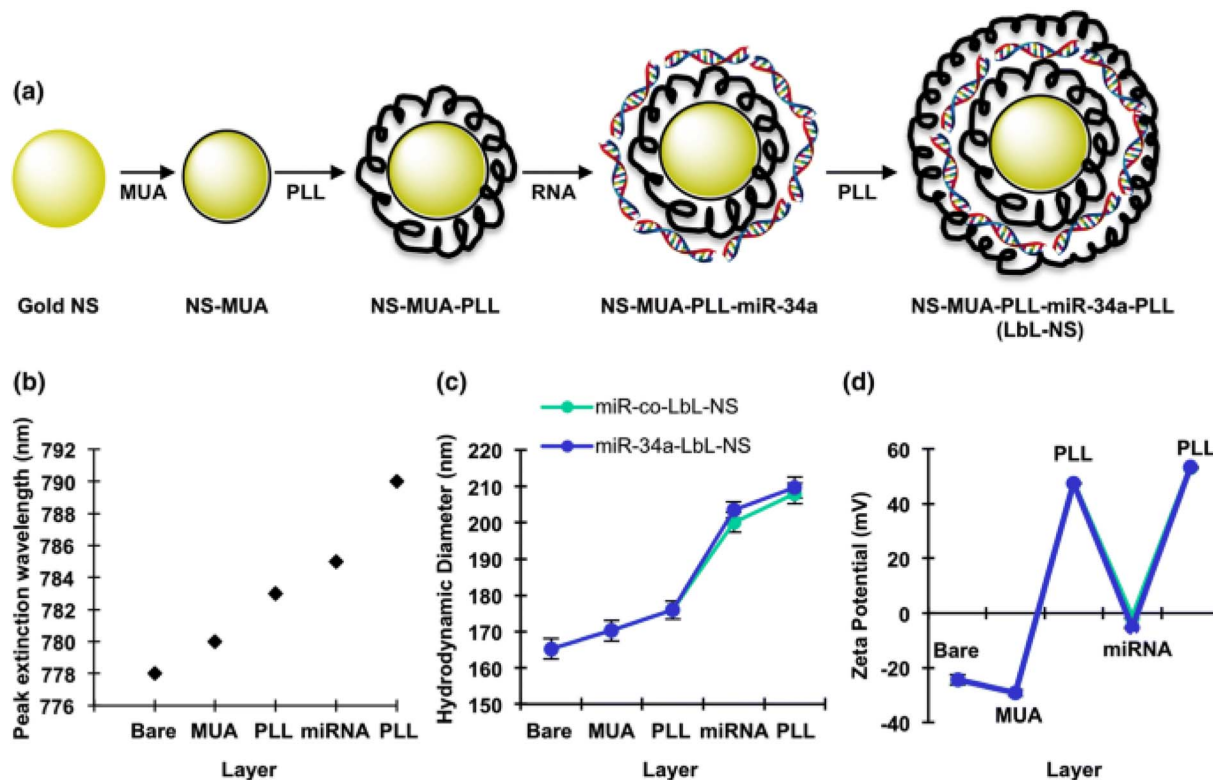 (a)
MUA
PLL
RNA
PLL
Gold NS
NS-MUA
NS-MUA-PLL
NS-MUA-PLL-miR-34a
NS-MUA-PLL-miR-34a-PLL
(LbL-NS)
(b)
Peak extinction wavelength (nm)
792
790
788
786
784
782
780
778
776
Bare MUA PLL miRNA PLL
Layer
(c)
miR-co-LbL-NS
miR-34a-LbL-NS
Hydrodynamic Diameter (nm)
220
210
200
190
180
170
160
150
Bare MUA PLL miRNA PLL
Layer
(d)
Zeta Potential (mV)
60
40
20
0
-20
-40
Bare
MUA
PLL
miRNA
PLL
Layer